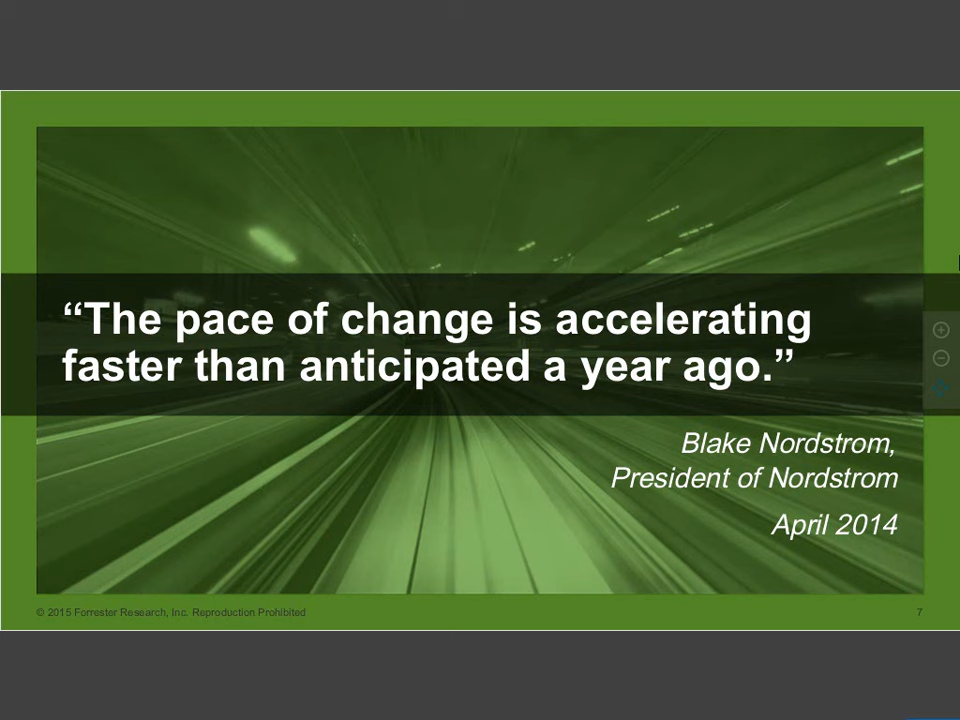 “The pace of change is accelerating
faster than anticipated a year ago.”
Blake Nordstrom,
President of Nordstrom
April 2014
© 2015 Forrester Research, Inc. Reproduction Prohibited
7